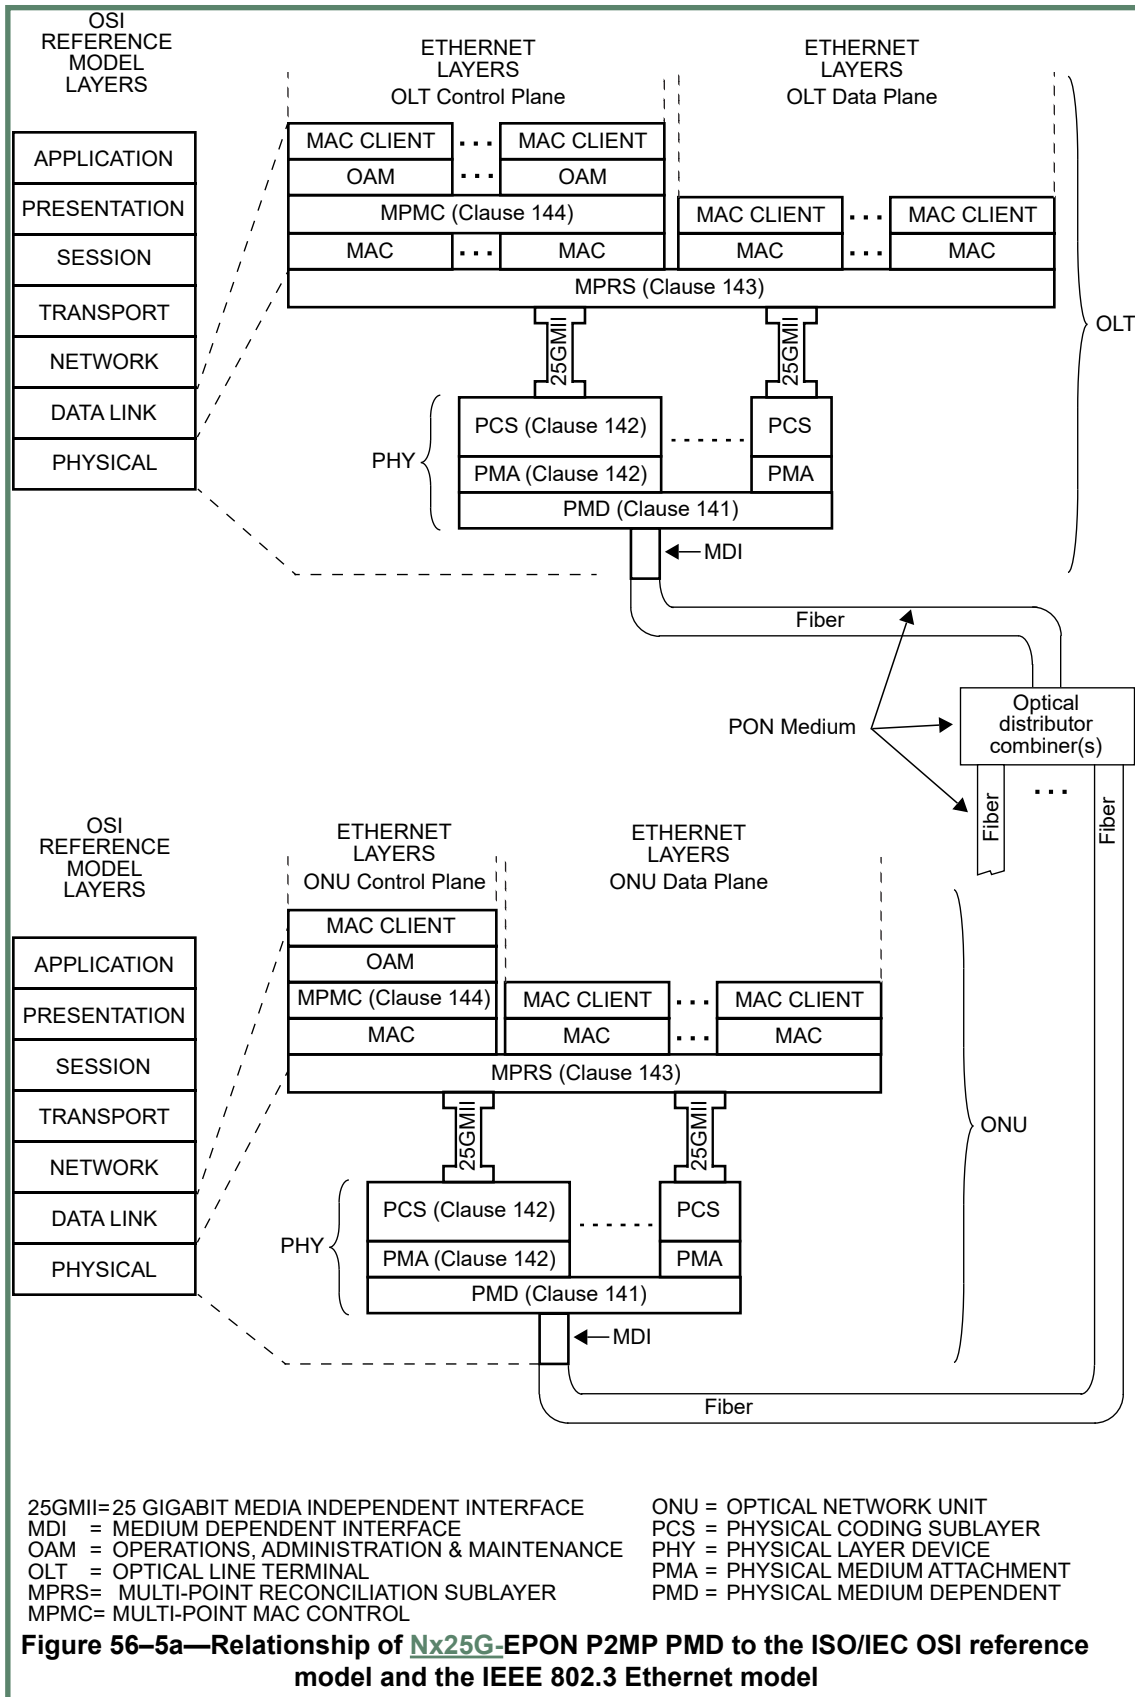 OSI
REFERENCE
MODEL
LAYERS
ETHERNET
LAYERS
OLT Control Plane
ETHERNET
LAYERS
OLT Data Plane
APPLICATION
PRESENTATION
SESSION
TRANSPORT
NETWORK
DATA LINK
PHYSICAL
MAC CLIENT ... MAC CLIENT
OAM ... OAM
MPMC (Clause 144)
MAC ... MAC
MAC CLIENT ... MAC CLIENT
MAC ... MAC
MPRS (Clause 143)
25GMII
25GMII
OLT
PHY
PCS (Clause 142) ........ PCS
PMA (Clause 142) PMA
PMD (Clause 141)
MDI
Fiber
PON Medium
Optical
distributor
combiner(s)
...
Fiber
Fiber
OSI
REFERENCE
MODEL
LAYERS
ETHERNET
LAYERS
ONU Control Plane
ETHERNET
LAYERS
ONU Data Plane
APPLICATION
PRESENTATION
SESSION
TRANSPORT
NETWORK
DATA LINK
PHYSICAL
MAC CLIENT
OAM
MPMC (Clause 144)
MAC
MAC CLIENT ... MAC CLIENT
MAC ... MAC
MPRS (Clause 143)
25GMII
25GMII
ONU
PHY
PCS (Clause 142) ........ PCS
PMA (Clause 142) PMA
PMD (Clause 141)
MDI
Fiber
25GMII= 25 GIGABIT MEDIA INDEPENDENT INTERFACE
MDI = MEDIUM DEPENDENT INTERFACE
OAM = OPERATIONS, ADMINISTRATION & MAINTENANCE
OLT = OPTICAL LINE TERMINAL
MPRS= MULTI-POINT RECONCILIATION SUBLAYER
MPMC= MULTI-POINT MAC CONTROL
ONU = OPTICAL NETWORK UNIT
PCS = PHYSICAL CODING SUBLAYER
PHY = PHYSICAL LAYER DEVICE
PMA = PHYSICAL MEDIUM ATTACHMENT
PMD = PHYSICAL MEDIUM DEPENDENT
Figure 56–5a—Relationship of Nx25G-EPON P2MP PMD to the ISO/IEC OSI reference
model and the IEEE 802.3 Ethernet model